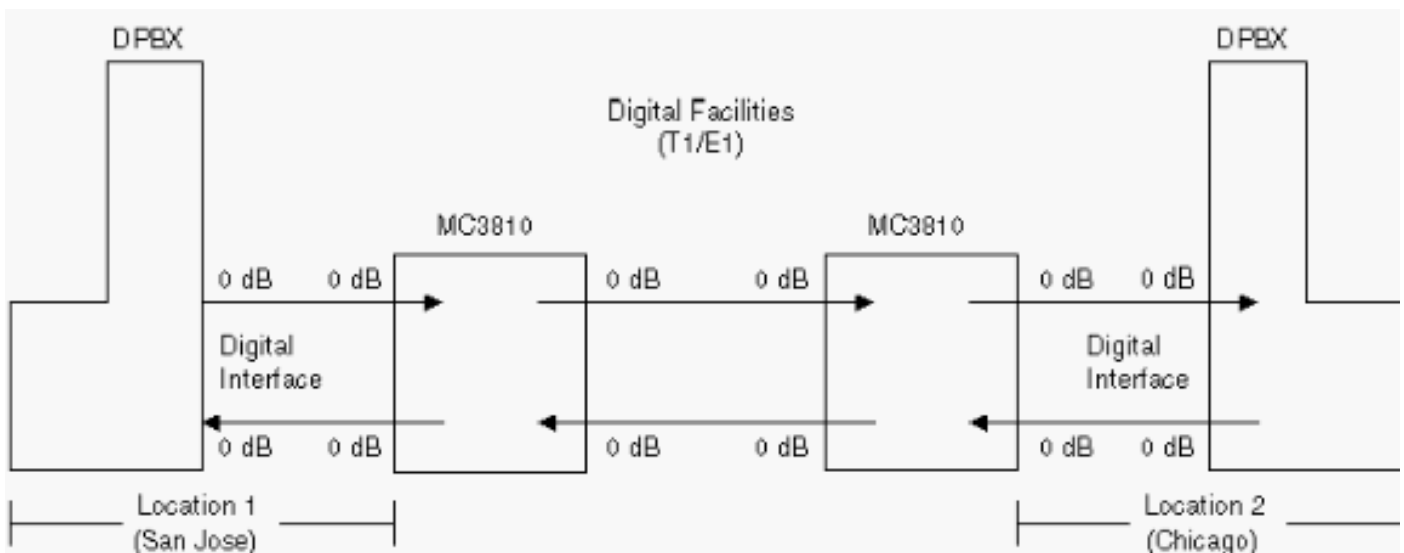 DPBX
DPBX
Digital Facilities
(T1/E1)
MC3810
MC3810
0 dB 0 dB 0 dB 0 dB 0 dB 0 dB
Digital
Interface
Digital
Interface
0 dB 0 dB 0 dB 0 dB 0 dB 0 dB
Location 1
(San Jose)
Location 2
(Chicago)